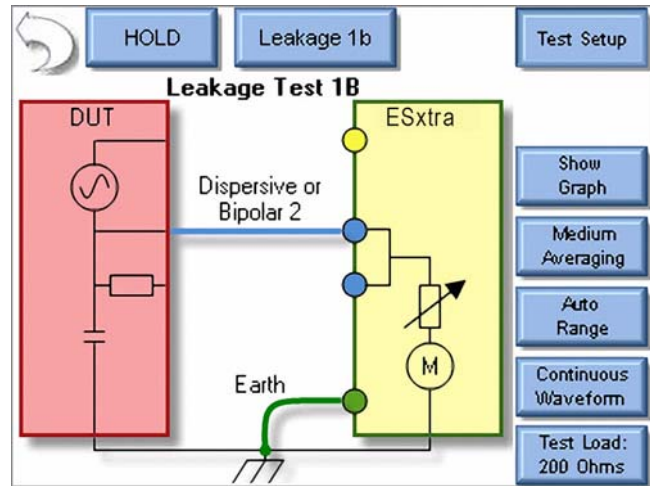 HOLD
Leakage 1b
Test Setup
Leakage Test 1B
DUT
ESxtra
Dispersive or
Bipolar 2
M
Earth
Show
Graph
Medium
Averaging
Auto
Range
Continuous
Waveform
Test Load:
200 Ohms